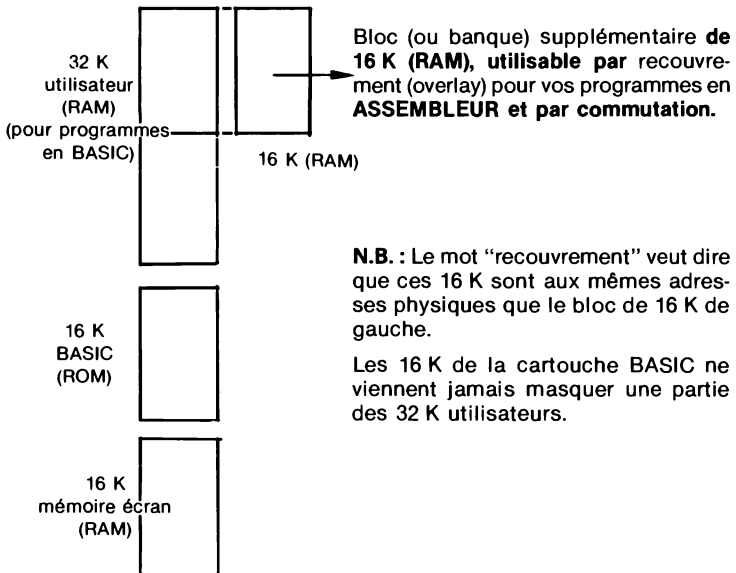 32 K
utilisateur
(RAM)
(pour programmes
en BASIC)
16 K (RAM)
Bloc (ou banque) supplémentaire de
16 K (RAM), utilisable par recouvre-
ment (overlay) pour vos programmes en
ASSEMBLEUR et par commutation.
N.B. : Le mot "recouvrement" veut dire
que ces 16 K sont aux mêmes adres-
ses physiques que le bloc de 16 K de
gauche.
Les 16 K de la cartouche BASIC ne
viennent jamais masquer une partie
des 32 K utilisateurs.
16 K
BASIC
(ROM)
16 K
mémoire écran
(RAM)